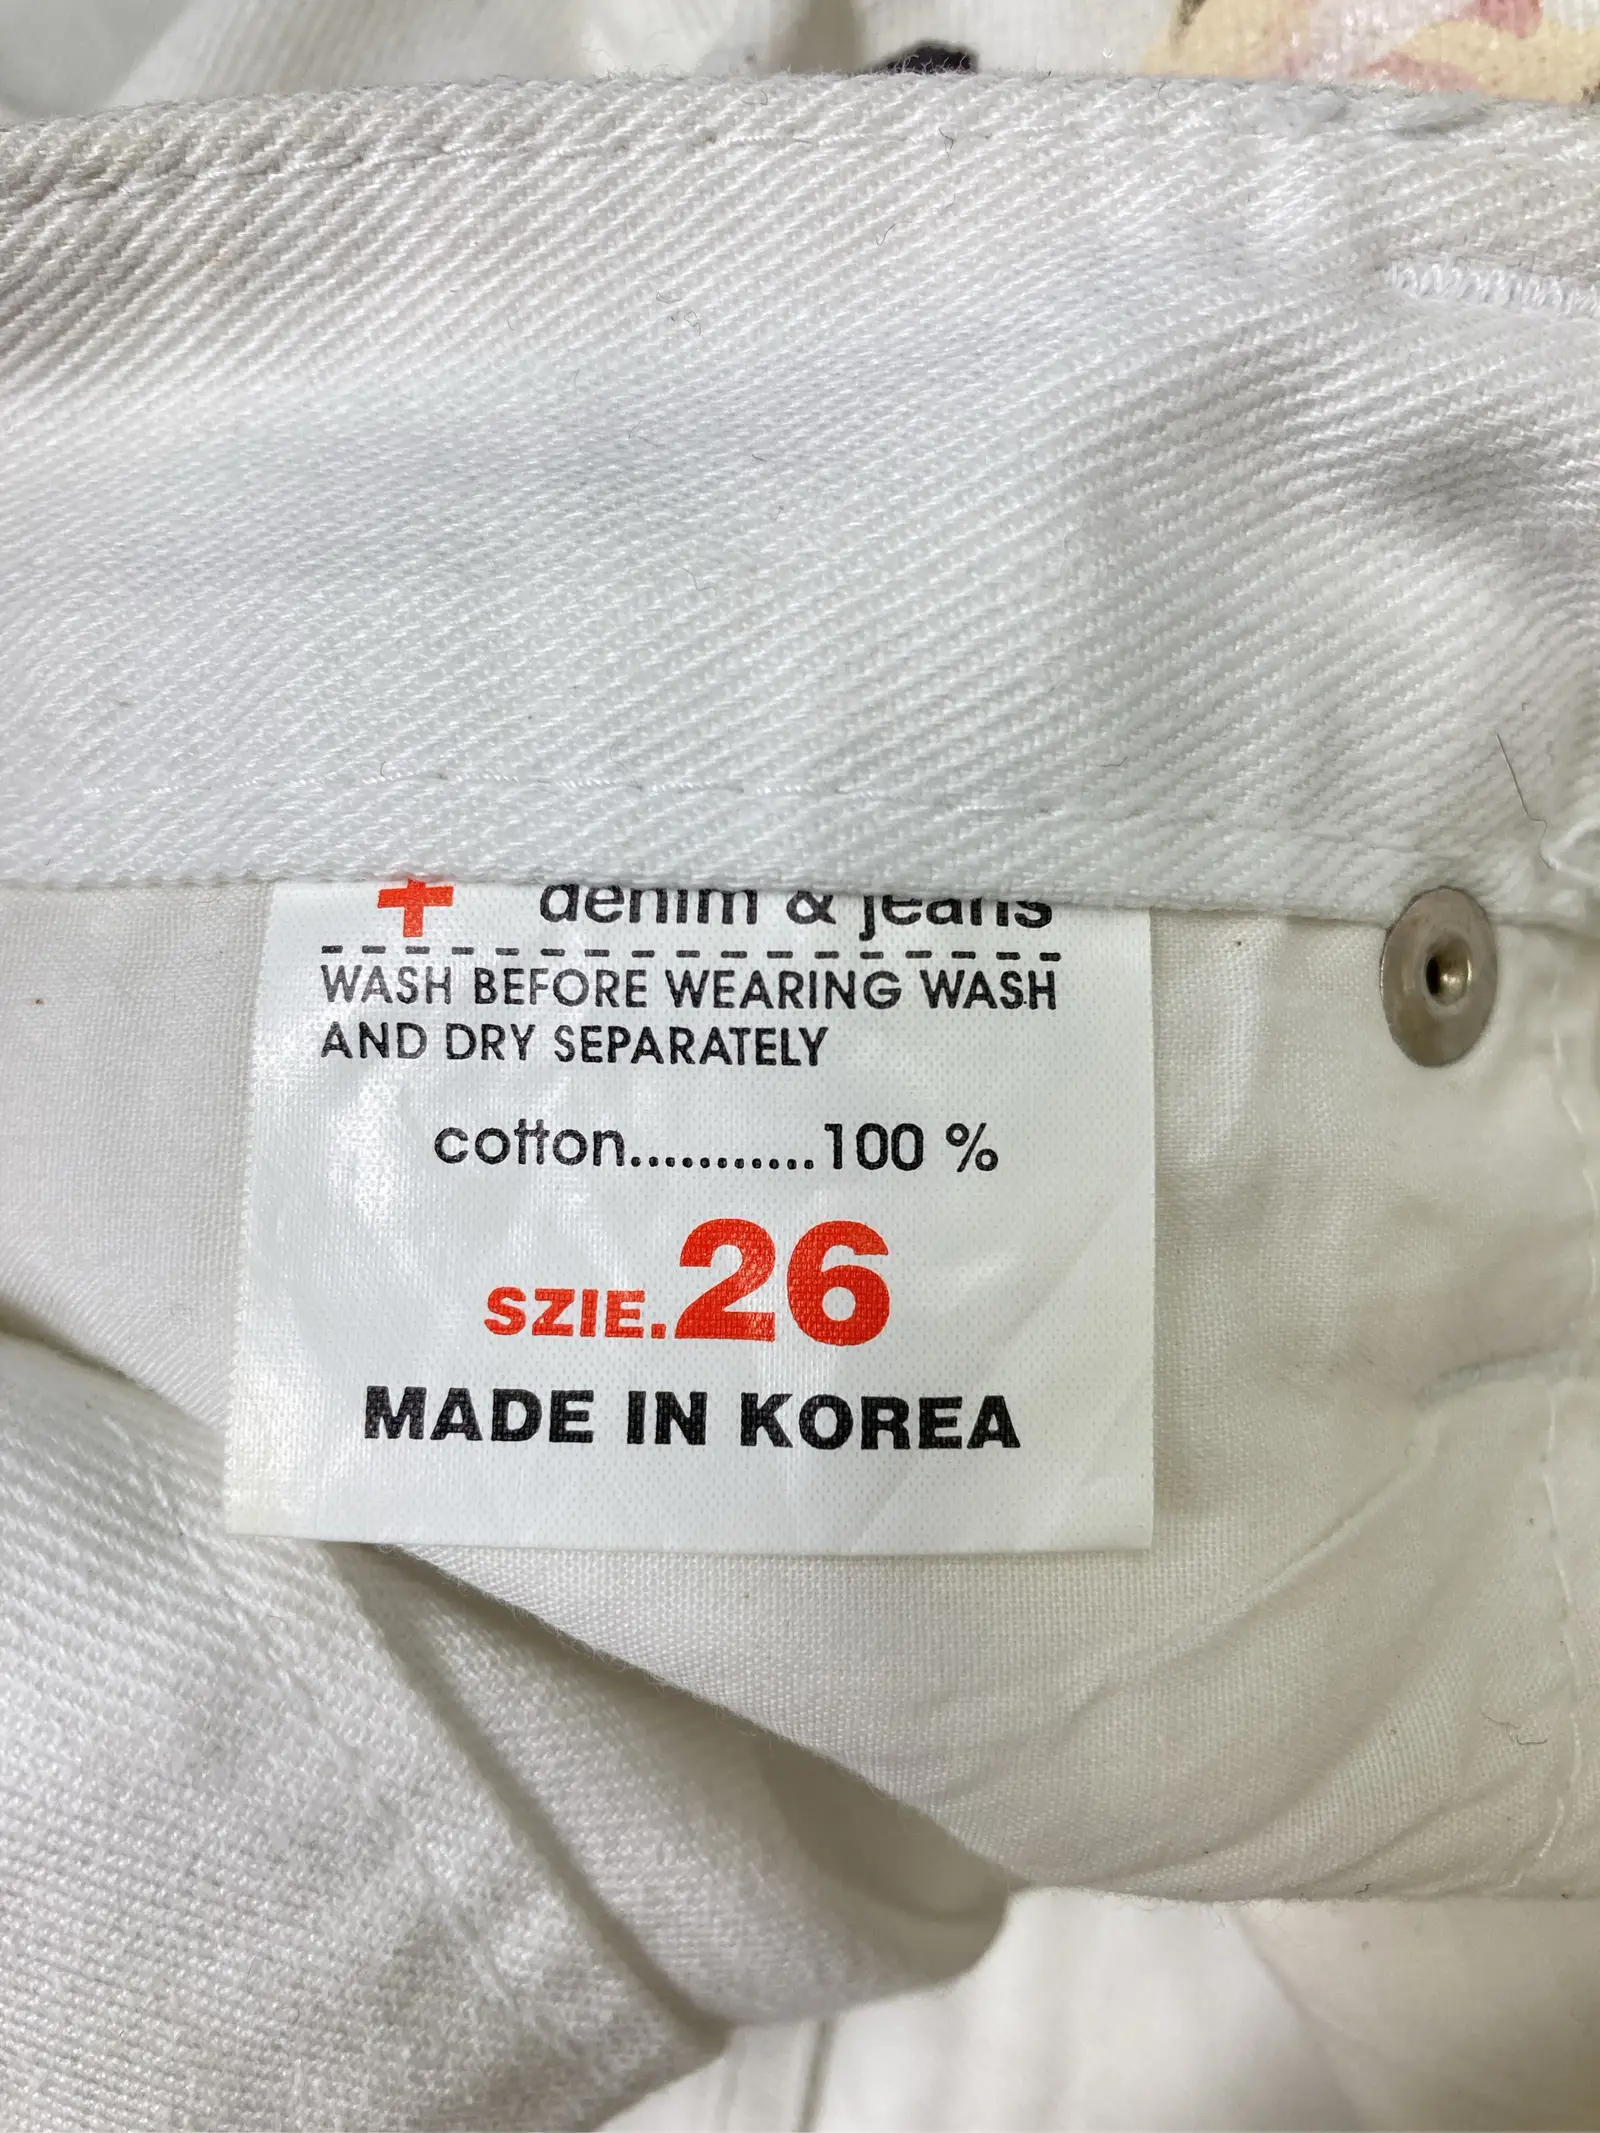 denim & jeans
WASH BEFORE WEARING WASH
AND DRY SEPARATELY
cotton...........100 %
SZIE.26
MADE IN KOREA